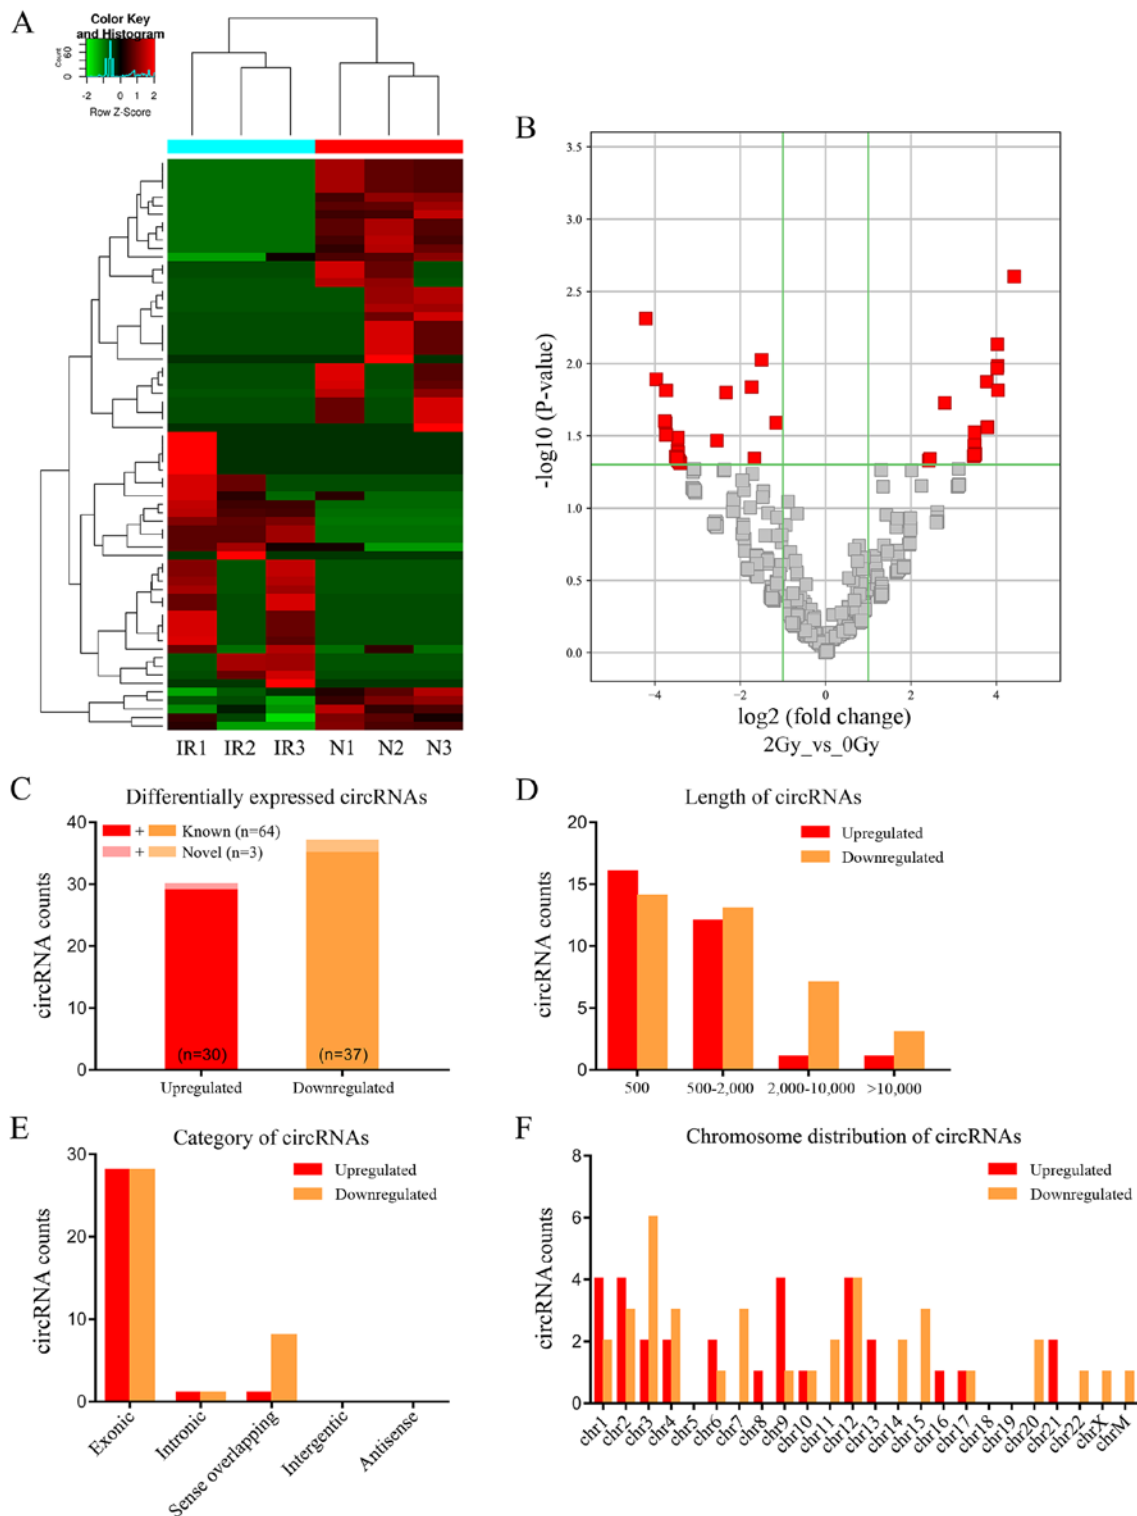 A
Color Key
and Histogram
Count
0 60
-2 0 1 2
Row Z-Score
IR1 IR2 IR3 N1 N2 N3
B
-log10 (P-value)
3.5
3.0
2.5
2.0
1.5
1.0
0.5
0.0
−4 −2 0 2 4
log2 (fold change)
2Gy_vs_0Gy
C
Differentially expressed circRNAs
circRNA counts
40
30
20
10
0
+ Known (n=64)
+ Novel (n=3)
(n=30) (n=37)
Upregulated Downregulated
D
Length of circRNAs
circRNA counts
20
15
10
5
0
Upregulated
Downregulated
500 500-2,000 2,000-10,000 >10,000
E
Category of circRNAs
circRNA counts
30
20
10
0
Upregulated
Downregulated
Exonic
Intronic
Sense overlapping
Intergentic
Antisense
F
Chromosome distribution of circRNAs
circRNA counts
8
6
4
2
0
Upregulated
Downregulated
chr1
chr2
chr3
chr4
chr5
chr6
chr7
chr8
chr9
chr10
chr11
chr12
chr13
chr14
chr15
chr16
chr17
chr18
chr19
chr20
chr21
chr22
chrX
chrM